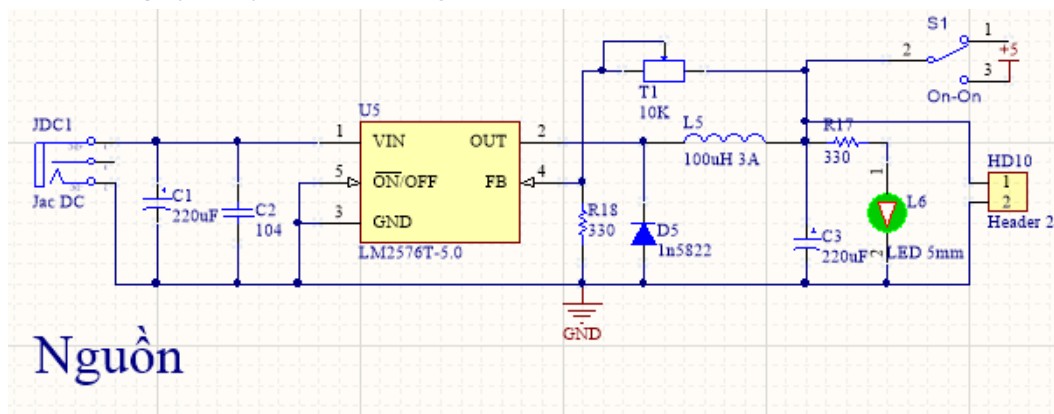 S1
1
2
+5
3
On-On
T1
10K
JDC1
U5
L5
R17
1
VIN
OUT
2
100uH 3A
330
1
HD10
5
ON/OFF
FB
4
1
2
Jac DC
C1
220uF
C2
104
3
GND
R18
330
D5
1n5822
L6
Header 2
LM2576T-5.0
C3
220uF
2
LED 5mm
GND
Nguồn